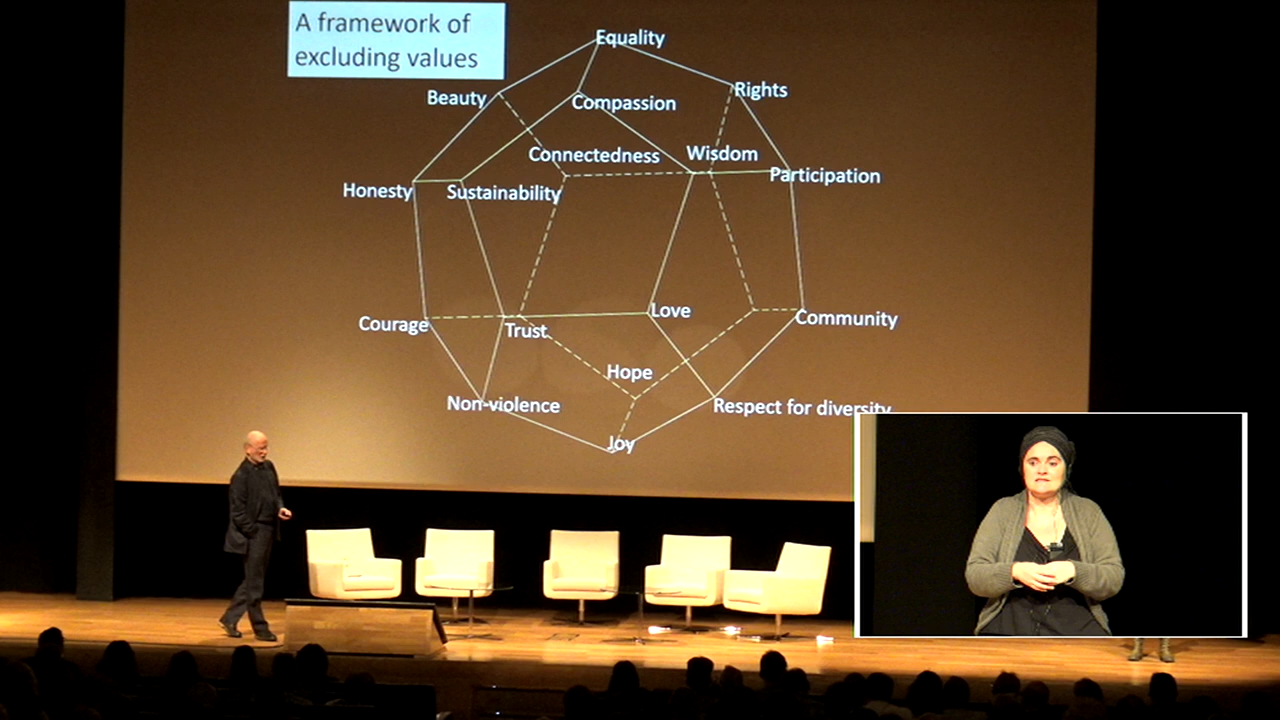 A framework of
excluding values
Equality
Beauty
Rights
Compassion
Connectedness
Wisdom
Honesty
Sustainability
Participation
Courage
Trust
Love
Community
Hope
Non-violence
Respect for diversity
Joy